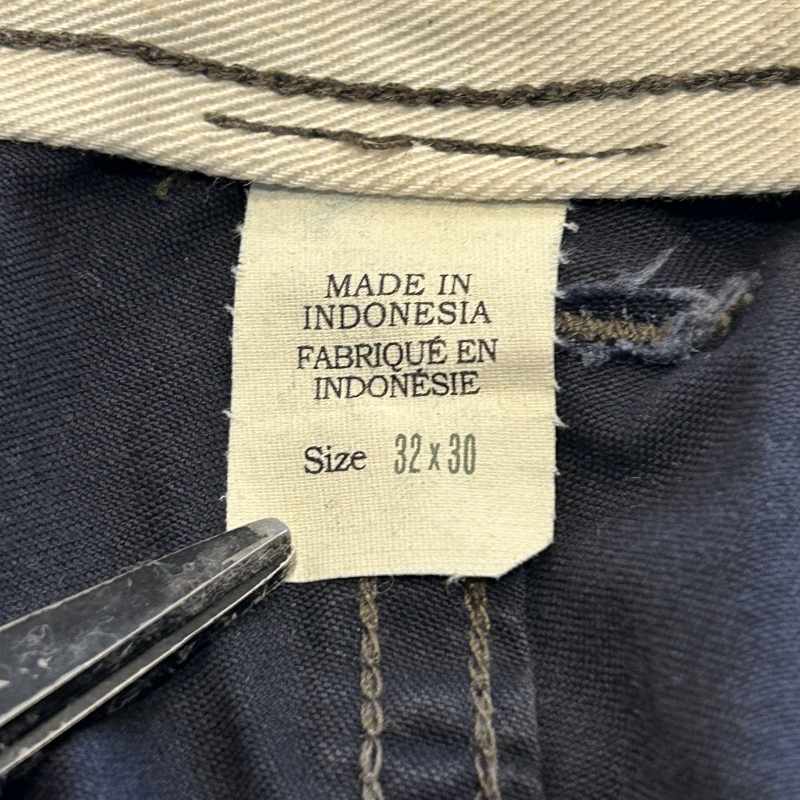 MADE IN
INDONESIA
FABRIQUÉ EN
INDONÉSIE
Size 32 x 30